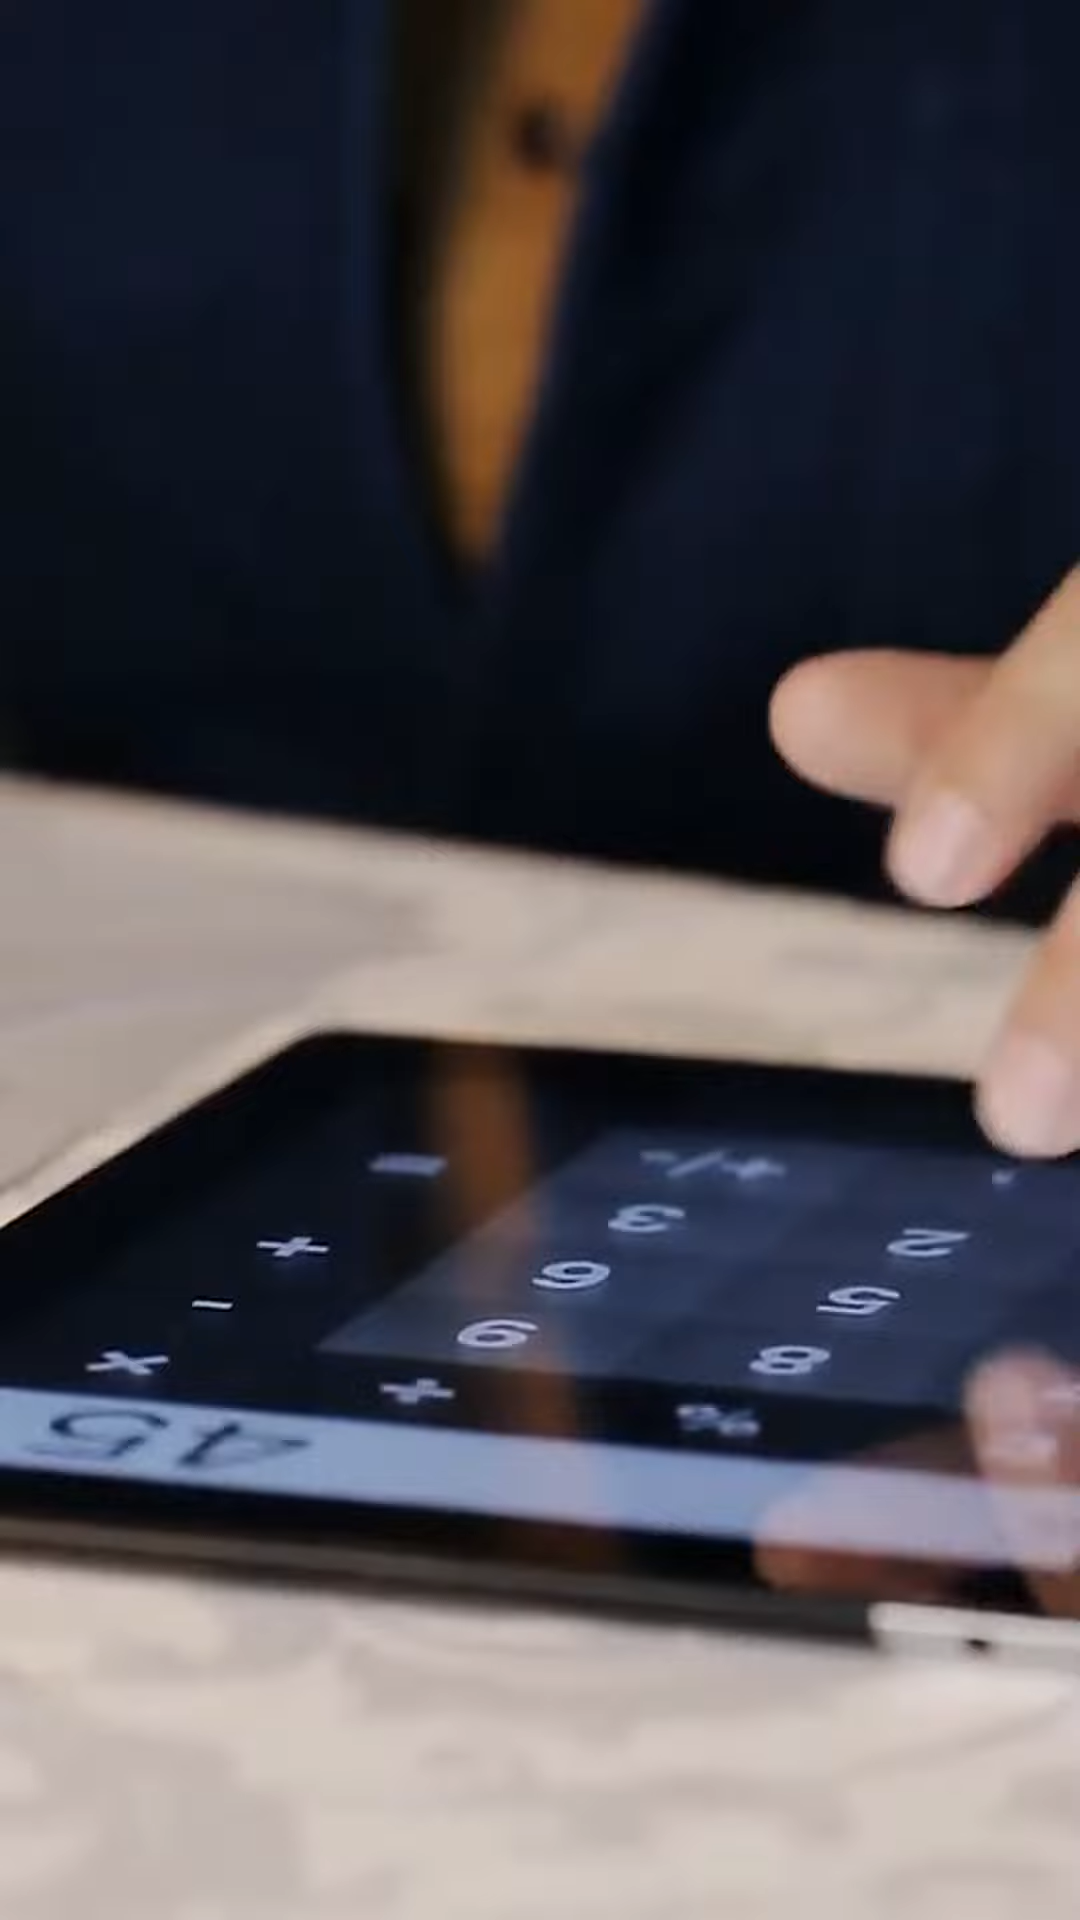 45
% ÷ ×
8 9 −
5 6 +
2 3 =
. +/-